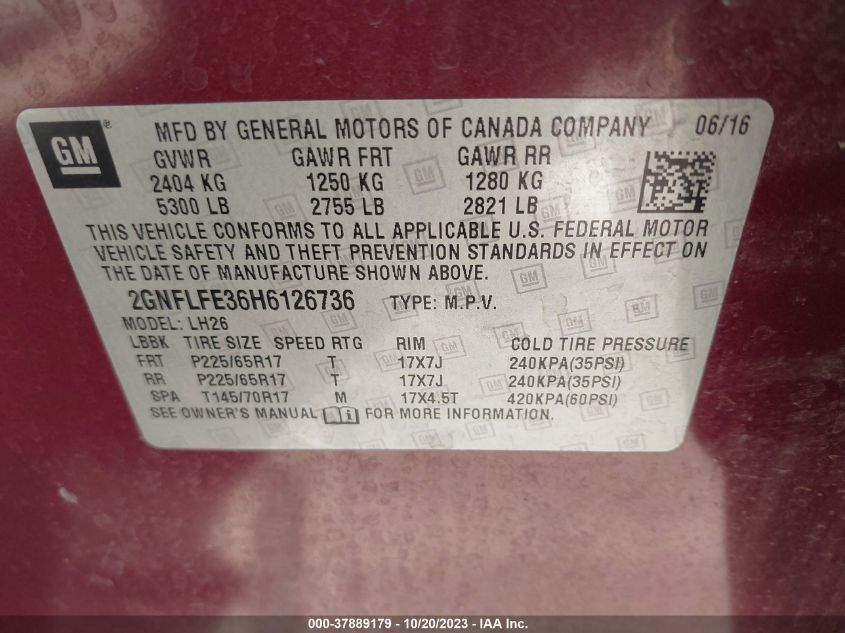 GM ® MFD BY GENERAL MOTORS OF CANADA COMPANY 06/16
GVWR GAWR FRT GAWR RR
2404 KG 1250 KG 1280 KG
5300 LB 2755 LB 2821 LB
THIS VEHICLE CONFORMS TO ALL APPLICABLE U.S. FEDERAL MOTOR
VEHICLE SAFETY AND THEFT PREVENTION STANDARDS IN EFFECT ON
THE DATE OF MANUFACTURE SHOWN ABOVE.
2GNFLFE36H6126736 TYPE: M.P.V.
MODEL: LH26
LBBK TIRE SIZE SPEED RTG RIM COLD TIRE PRESSURE
FRT P225/65R17 T 17X7J 240KPA(35PSI)
RR P225/65R17 T 17X7J 240KPA(35PSI)
SPA T145/70R17 M 17X4.5T 420KPA(60PSI)
SEE OWNER'S MANUAL FOR MORE INFORMATION.
000-37889179 | 10/20/2023 - IAA Inc.